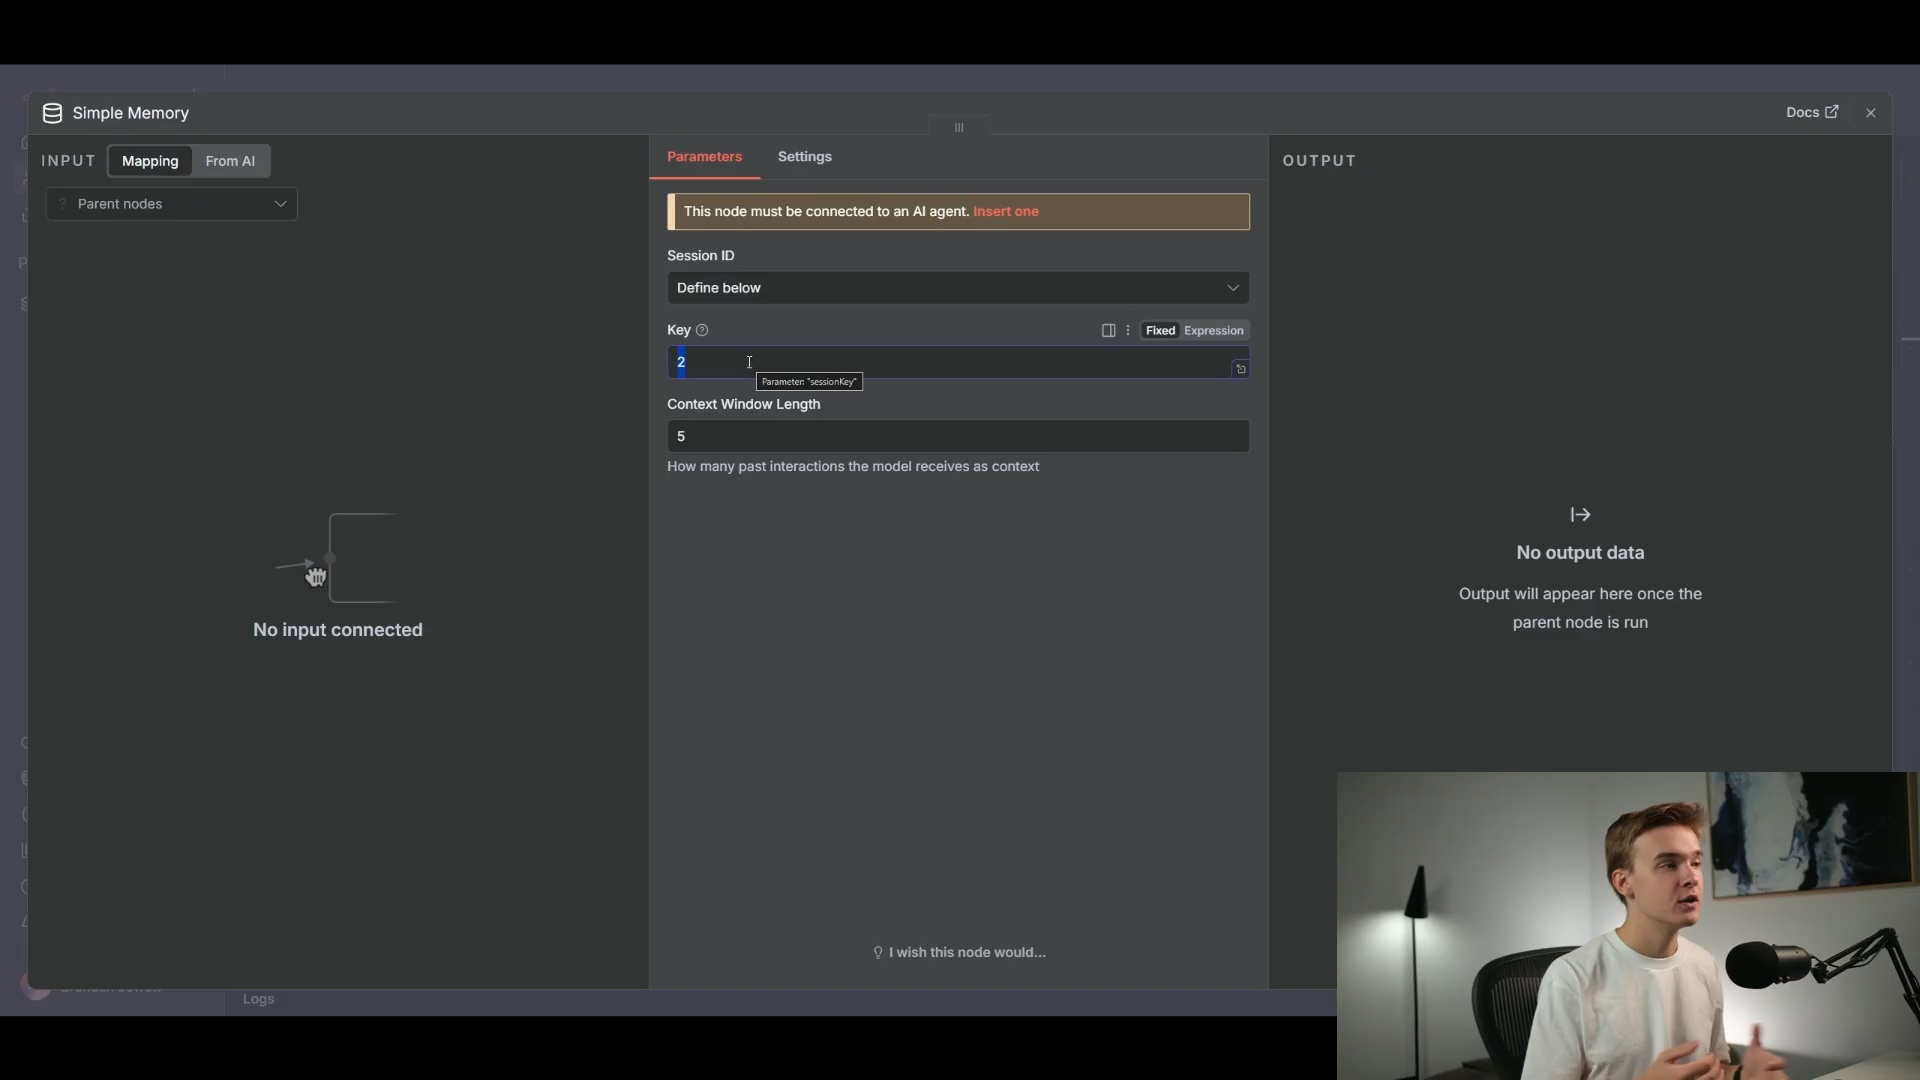 Simple Memory
Docs
INPUT
Mapping
From AI
Parent nodes
Parameters
Settings
OUTPUT
This node must be connected to an AI agent. Insert one
Session ID
Define below
Key
Fixed
Expression
2
Parameter: "sessionKey"
Context Window Length
5
How many past interactions the model receives as context
No input connected
No output data
Output will appear here once the
parent node is run
I wish this node would...
Logs